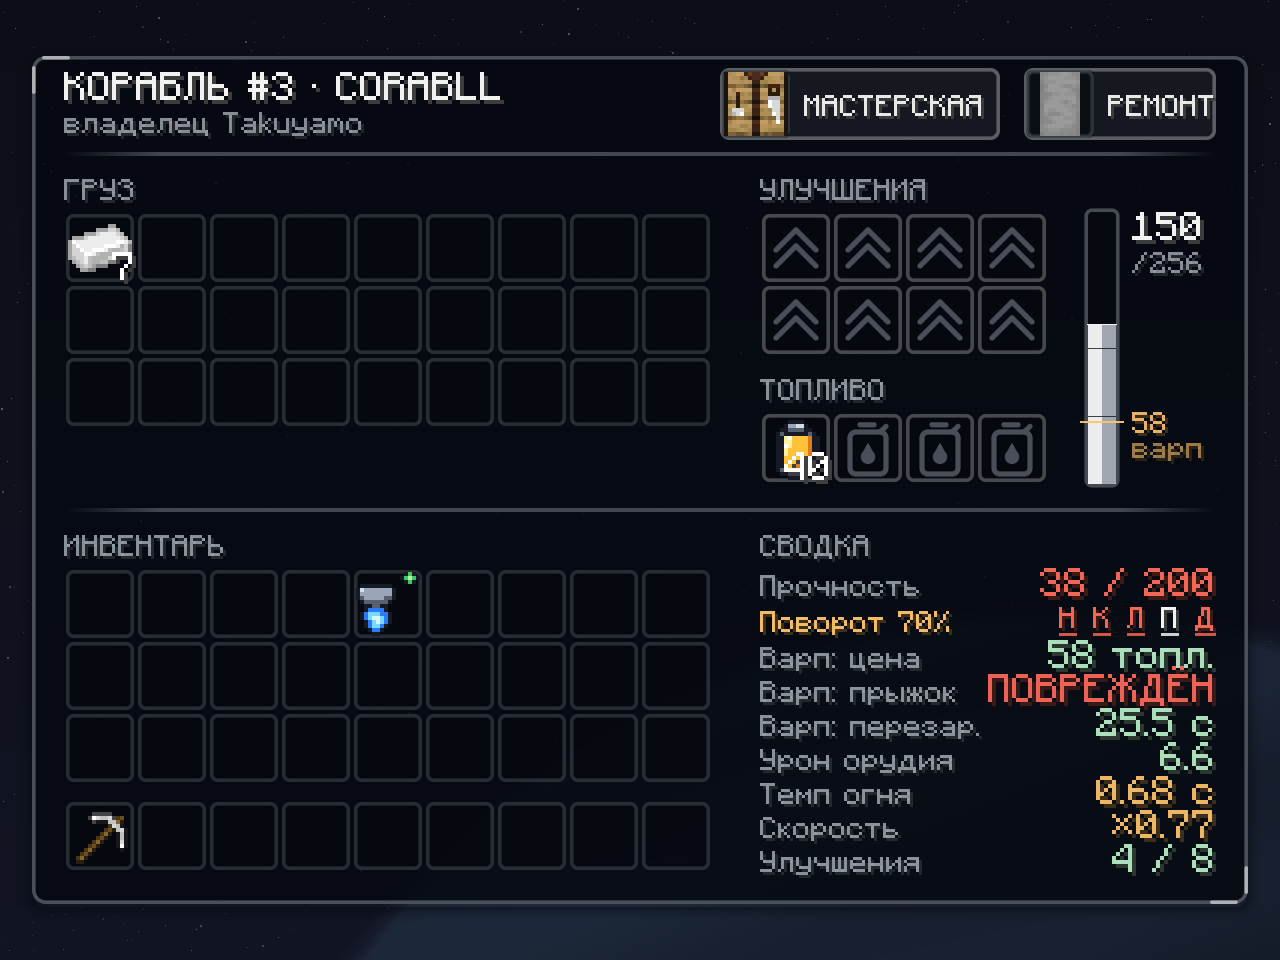 КОРАБЛЬ #3 · CORABLL
владелец Takuyamo
МАСТЕРСКАЯ
РЕМОНТ
ГРУЗ
7
УЛУЧШЕНИЯ
150
/256
ТОПЛИВО
40
58
варп
ИНВЕНТАРЬ
СВОДКА
Прочность 38 / 200
Поворот 70% Н К Л П Д
Варп: цена 58 топл.
Варп: прыжок ПОВРЕЖДЁН
Варп: перезар. 25.5 с
Урон орудия 6.6
Темп огня 0.68 с
Скорость ×0.77
Улучшения 4 / 8